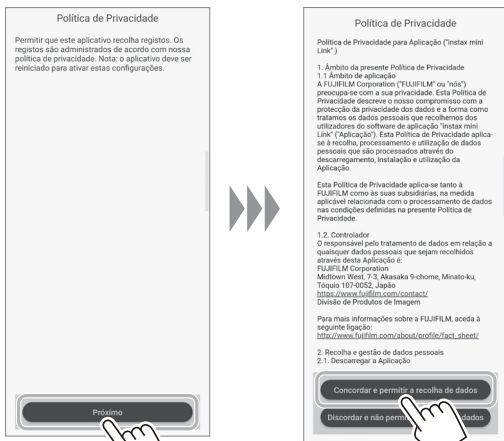 Política de Privacidade
Permitir que este aplicativo recolha registos. Os
registos são administrados de acordo com nossa
política de privacidade. Nota: o aplicativo deve ser
reiniciado para ativar estas configurações.
Próximo
Política de Privacidade
Política de Privacidade para Aplicação ("instax mini
Link" )
1. Âmbito da presente Política de Privacidade
1.1 Âmbito de aplicação
A FUJIFILM Corporation ("FUJIFILM" ou "nós")
preocupa-se com a sua privacidade. Esta Política de
Privacidade descreve o nosso compromisso com a
protecção da privacidade dos dados e a forma como
tratamos os dados pessoais que recolhemos dos
utilizadores do software de aplicação "instax mini
Link" ("Aplicação"). Esta Política de Privacidade aplica-
se à recolha, processamento e utilização de dados
pessoais que são processados através do
descarregamento, instalação e utilização da
Aplicação.
Esta Política de Privacidade aplica-se tanto à
FUJIFILM como às suas subsidiárias, na medida
aplicável relacionada com o processamento de dados
nas condições definidas na presente Política de
Privacidade.
1.2. Controlador
O responsável pelo tratamento de dados em relação a
quaisquer dados pessoais que sejam recolhidos
através desta Aplicação é:
FUJIFILM Corporation
Midtown West, 7-3, Akasaka 9-chome, Minato-ku,
Tóquio 107-0052, Japão
https://www.fujifilm.com/contact/
Divisão de Produtos de Imagem
Para mais informações sobre a FUJIFILM, aceda à
seguinte ligação:
http://www.fujifilm.com/about/profile/fact_sheet/
2. Recolha e gestão de dados pessoais
2.1. Descarregar a Aplicação
Concordar e permitir a recolha de dados
Discordar e não dados